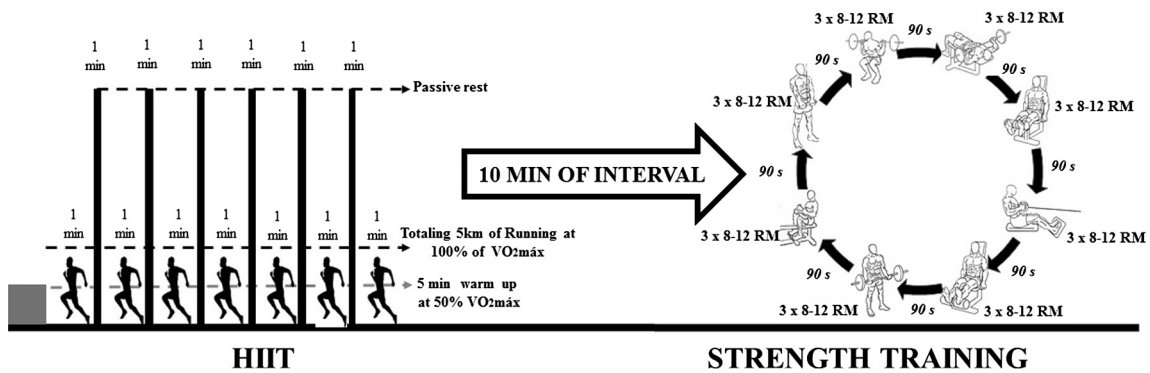 1 1 1 1 1 1
min min min min min min
Passive rest
1 1 1 1 1 1 1
min min min min min min min
Totaling 5km of Running at
100% of VO2máx
5 min warm up
at 50% VO2máx
HIIT
10 MIN OF INTERVAL
3 x 8-12 RM
90 s
3 x 8-12 RM
90 s
3 x 8-12 RM
90 s
3 x 8-12 RM
90 s
3 x 8-12 RM
90 s
3 x 8-12 RM
90 s
3 x 8-12 RM
90 s
3 x 8-12 RM
90 s
STRENGTH TRAINING